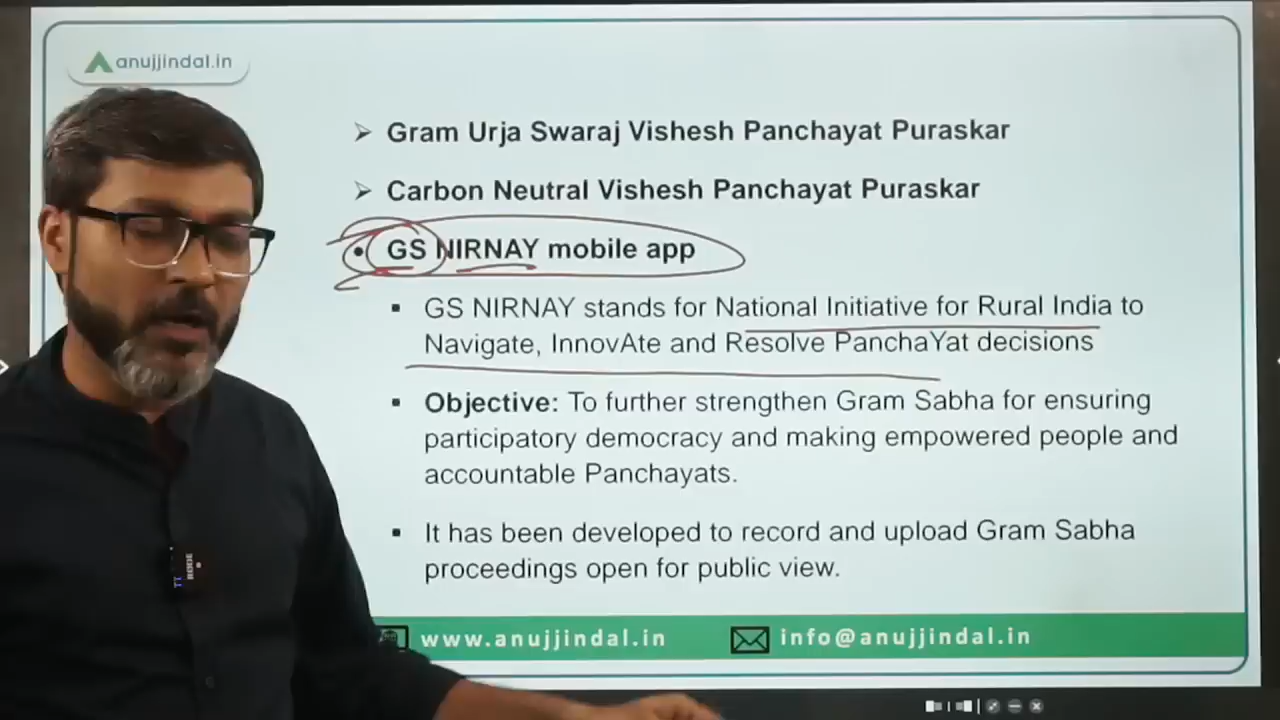 anujjindal.in
➢ Gram Urja Swaraj Vishesh Panchayat Puraskar
➢ Carbon Neutral Vishesh Panchayat Puraskar
• GS NIRNAY mobile app
▪ GS NIRNAY stands for National Initiative for Rural India to
Navigate, InnovAte and Resolve PanchaYat decisions
▪ Objective: To further strengthen Gram Sabha for ensuring
participatory democracy and making empowered people and
accountable Panchayats.
▪ It has been developed to record and upload Gram Sabha
proceedings open for public view.
www.anujjindal.in
info@anujjindal.in